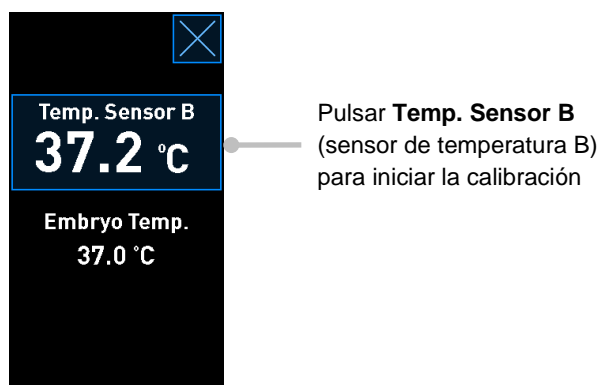 Temp. Sensor B
37.2 °C
Embryo Temp.
37.0 °C
Pulsar Temp. Sensor B
(sensor de temperatura B)
para iniciar la calibración